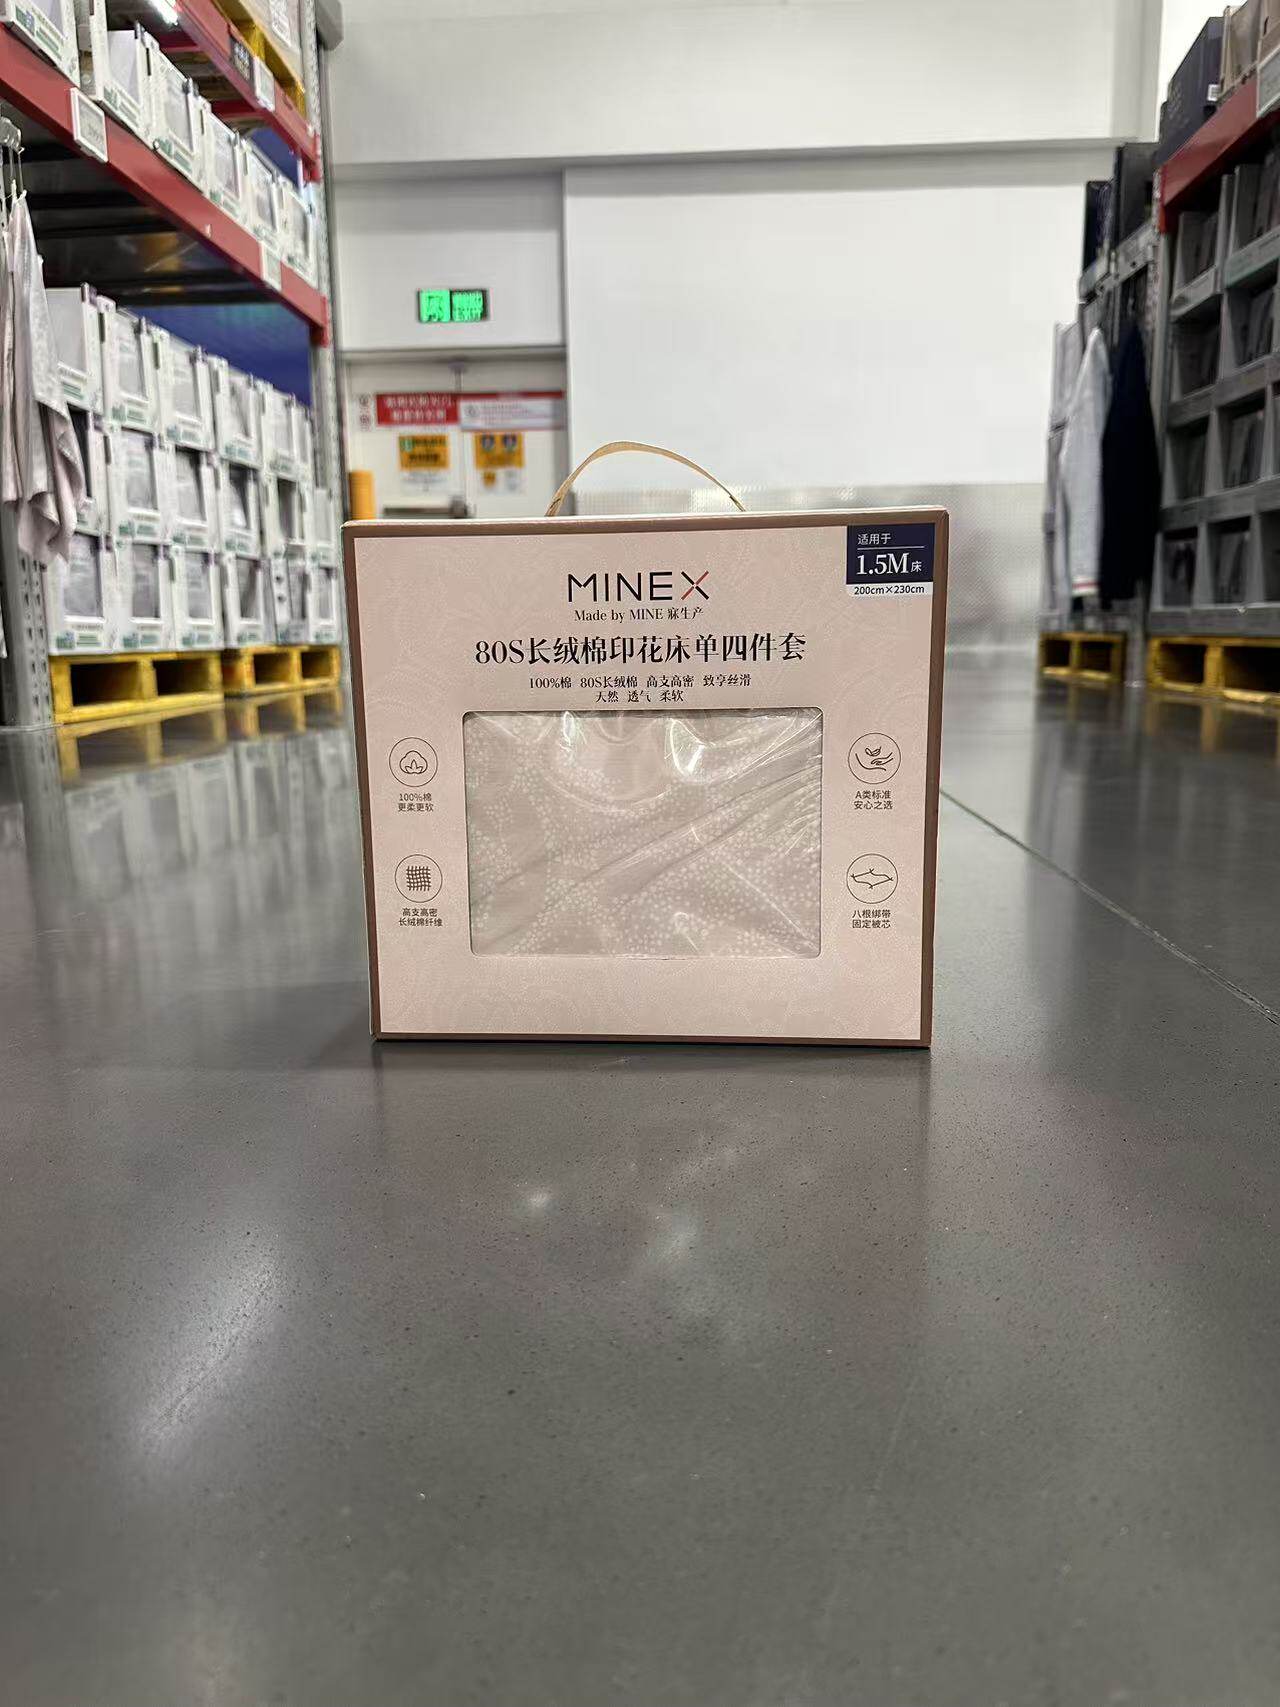 适用于
1.5M床
200cm×230cm
MINEX
Made by MINE 寐生产
80S长绒棉印花床单四件套
100%棉 80S长绒棉 高支高密 致享丝滑
天然 透气 柔软
100%棉
更柔更软
A类标准
安心之选
高支高密
长绒棉纤维
八根绑带
固定被芯